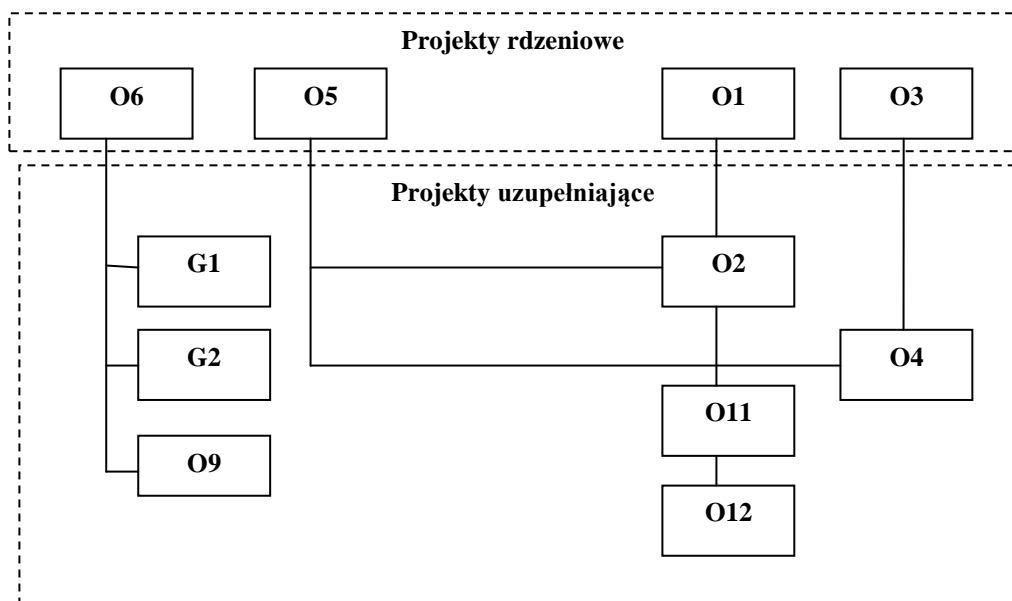 Projekty rdzeniowe
O6 O5 O1 O3
Projekty uzupełniające
G1 O2
G2 O4
O11
O9
O12